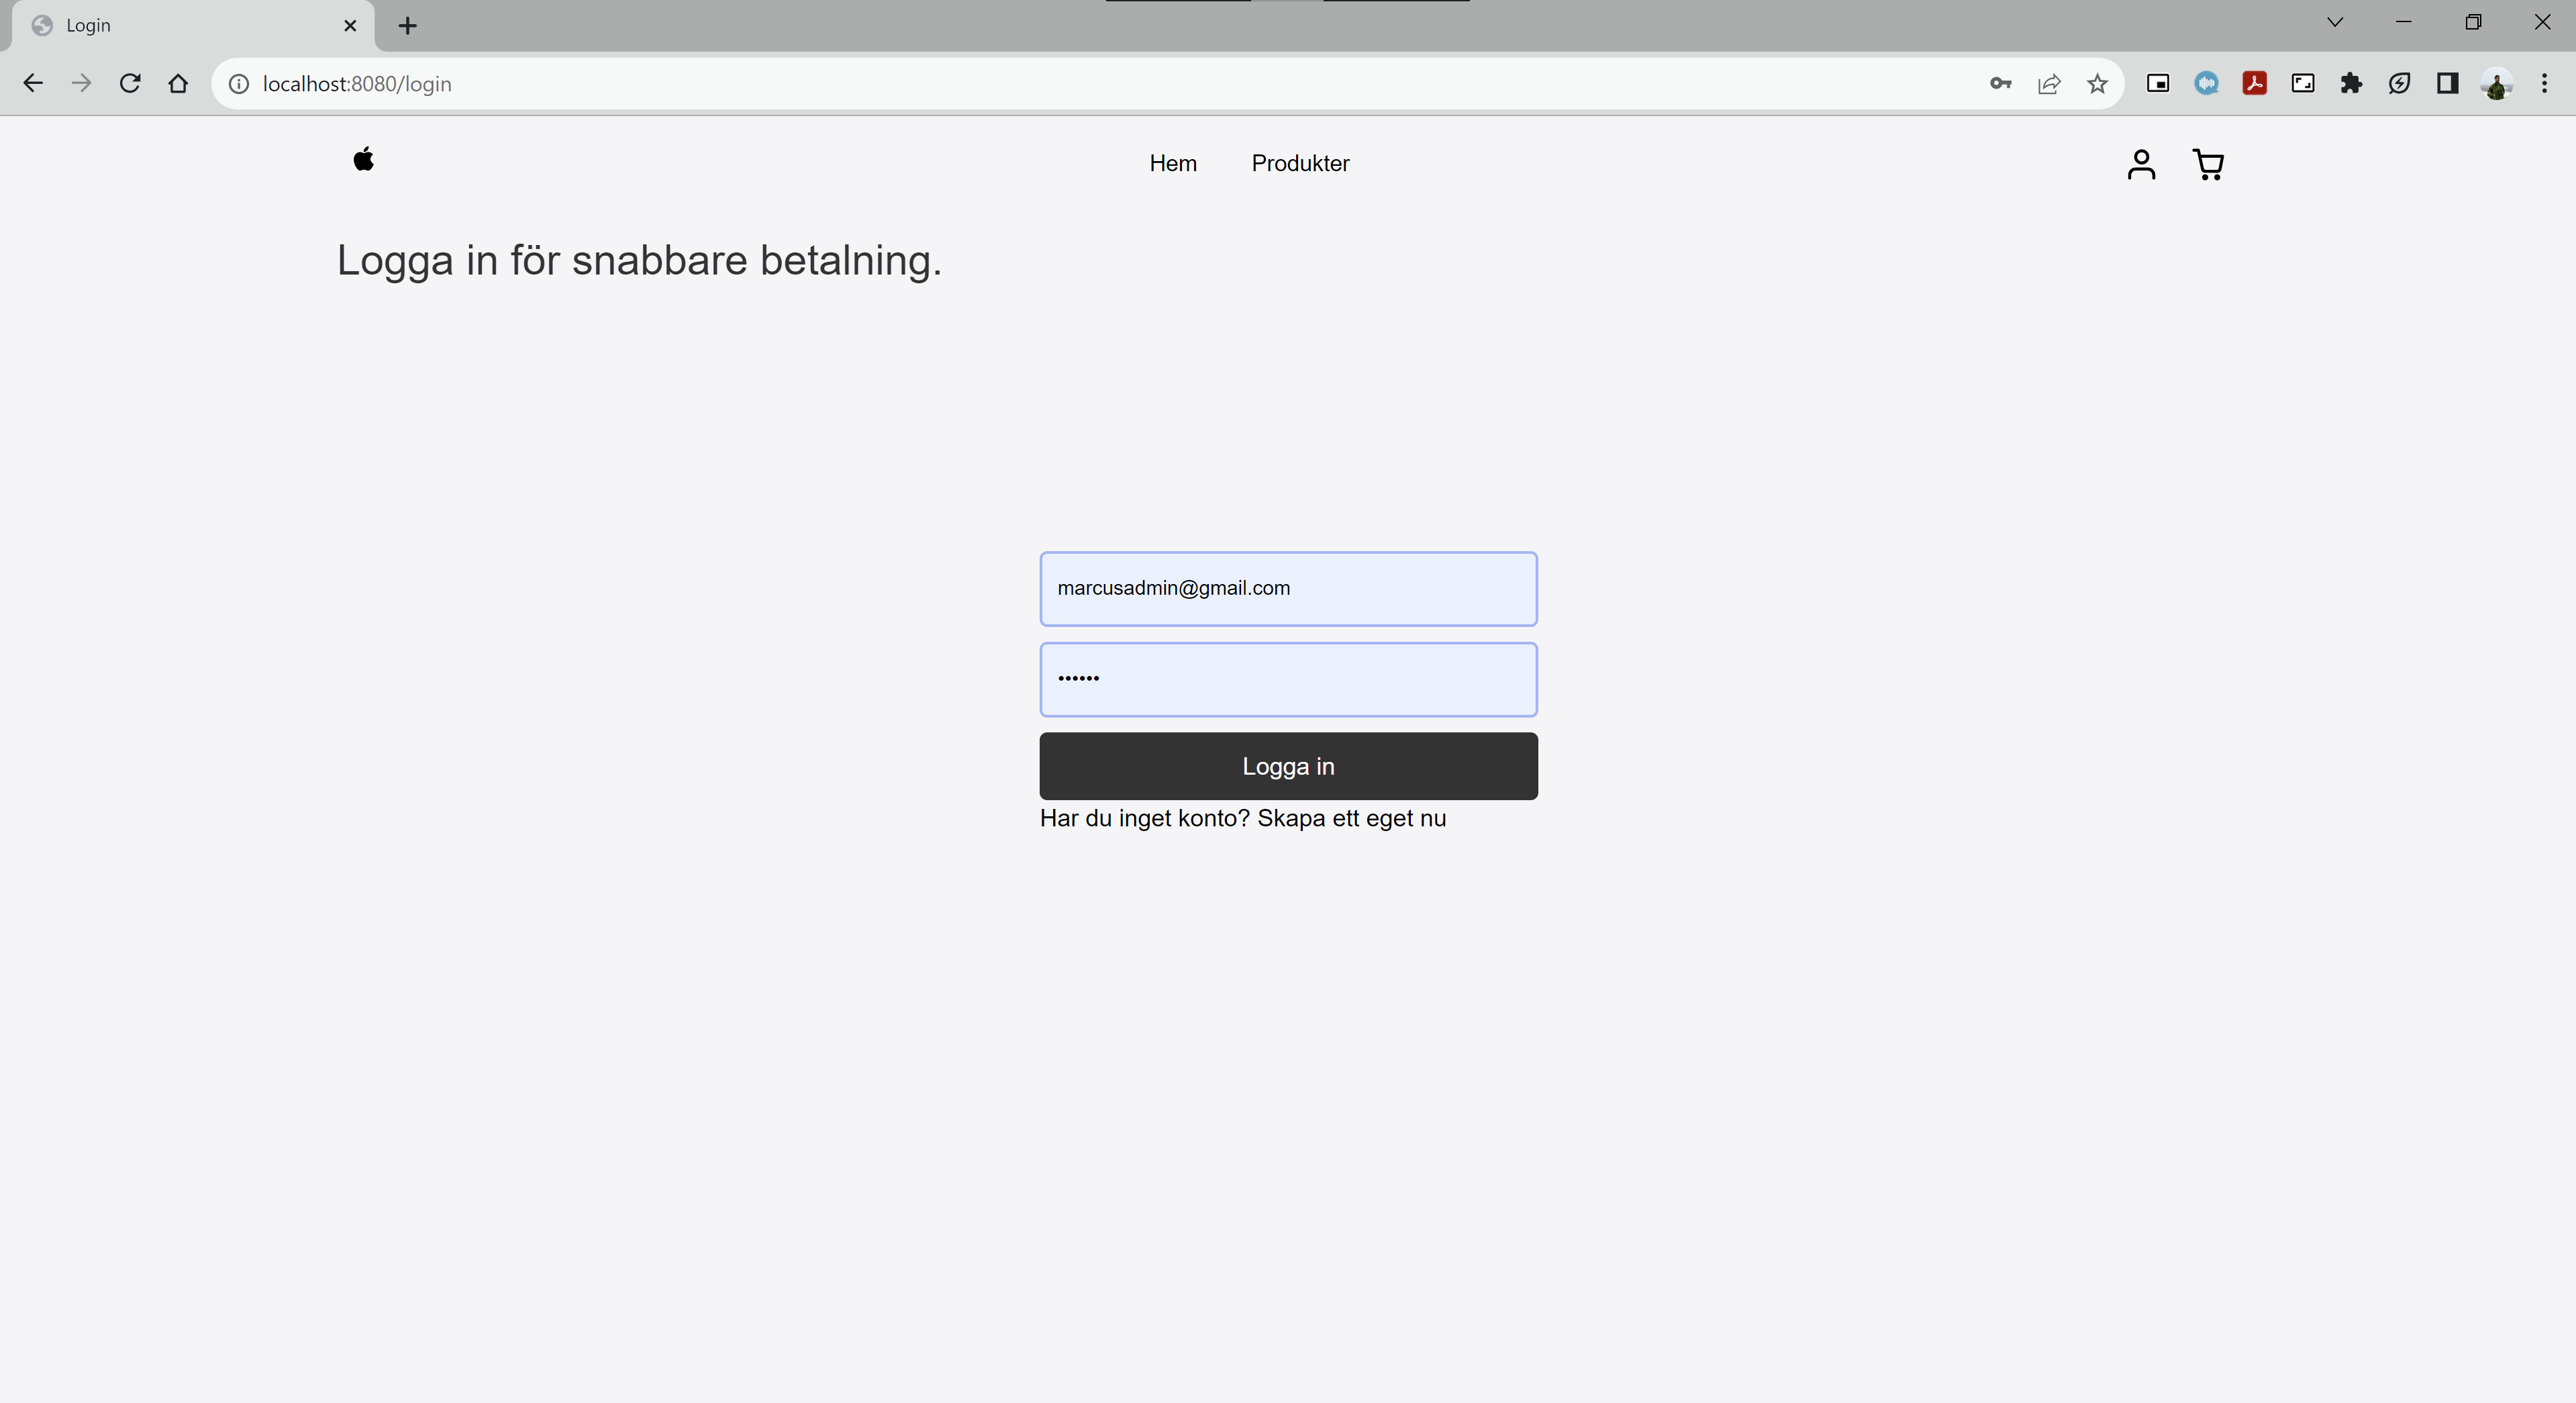 Login
localhost:8080/login
Hem Produkter
Logga in för snabbare betalning.
marcusadmin@gmail.com
••••••
Logga in
Har du inget konto? Skapa ett eget nu